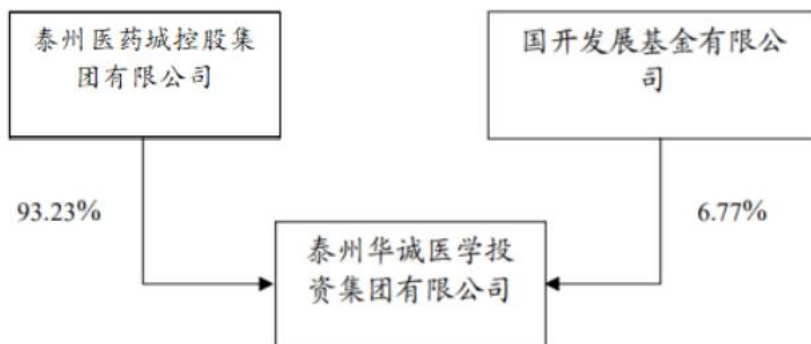 泰州医药城控股集
团有限公司
国开发展基金有限公
司
93.23%
6.77%
泰州华诚医学投
资集团有限公司